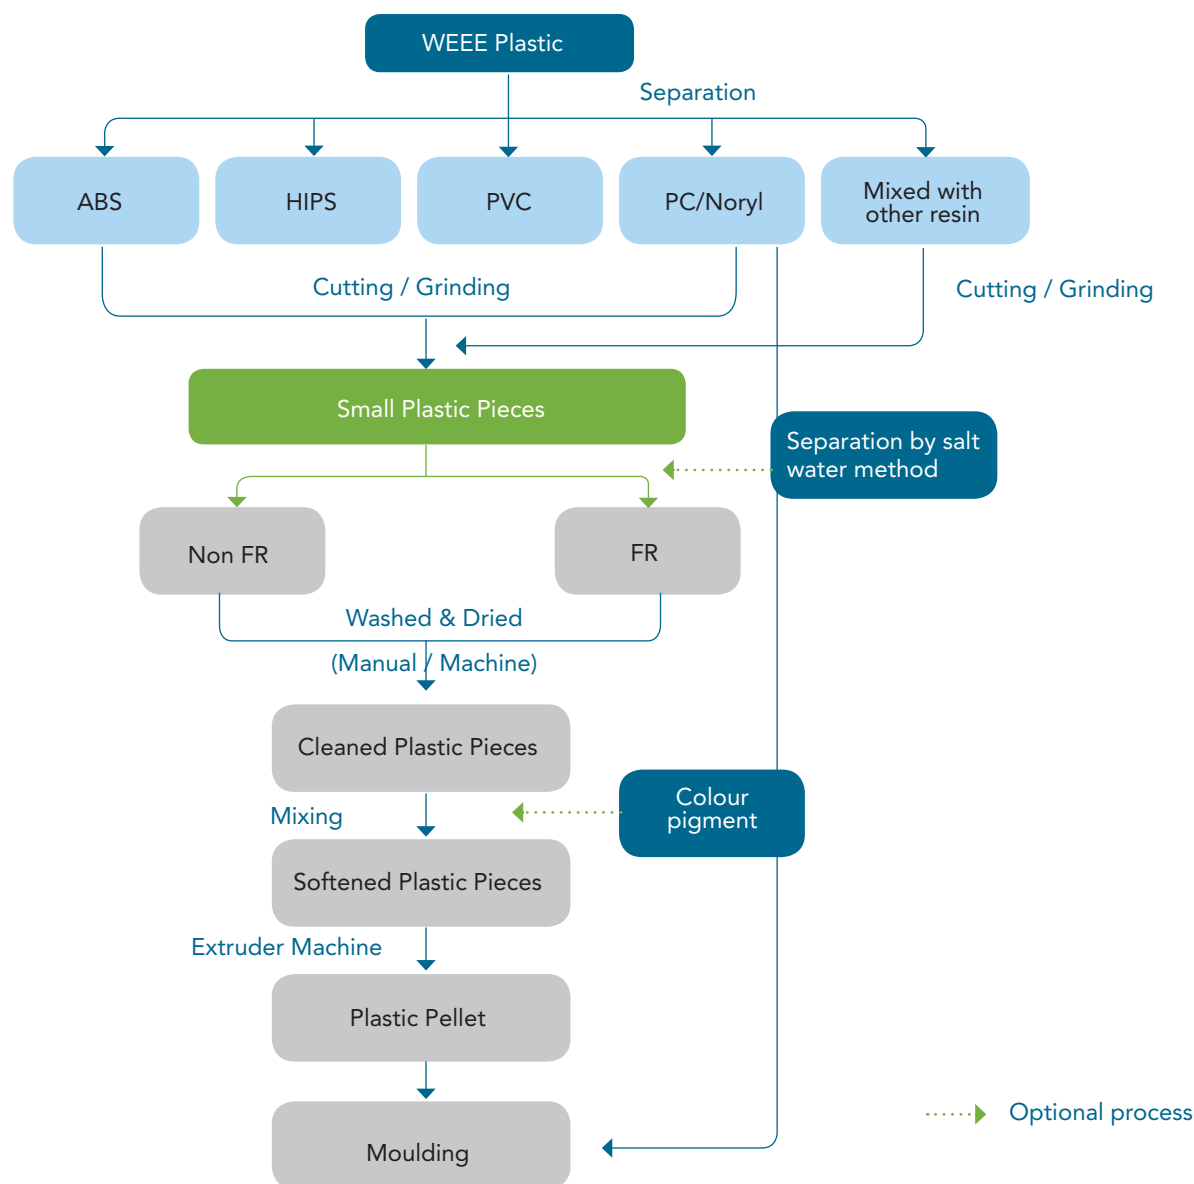 WEEE Plastic
Separation
ABS
HIPS
PVC
PC/Noryl
Mixed with
other resin
Cutting / Grinding
Cutting / Grinding
Small Plastic Pieces
Separation by salt
water method
Non FR
FR
Washed & Dried
(Manual / Machine)
Cleaned Plastic Pieces
Mixing
Colour
pigment
Softened Plastic Pieces
Extruder Machine
Plastic Pellet
Optional process
Moulding